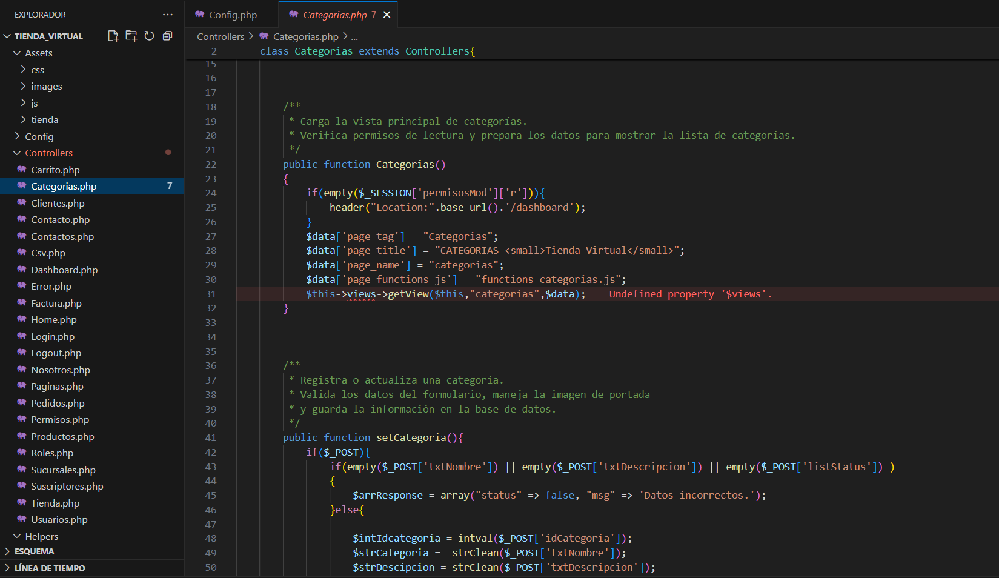 EXPLORADOR
TIENDA_VIRTUAL
Assets
css
images
js
tienda
Config
Controllers
Carrito.php
Categorias.php 7
Clientes.php
Contacto.php
Contactos.php
Csv.php
Dashboard.php
Error.php
Factura.php
Home.php
Login.php
Logout.php
Nosotros.php
Paginas.php
Pedidos.php
Permisos.php
Productos.php
Roles.php
Sucursales.php
Suscriptores.php
Tienda.php
Usuarios.php
Helpers
ESQUEMA
LÍNEA DE TIEMPO
Config.php
Categorias.php 7
Controllers > Categorias.php > ...
2 class Categorias extends Controllers{
15
16
17
18 /**
19 * Carga la vista principal de categorías.
20 * Verifica permisos de lectura y prepara los datos para mostrar la lista de categorías.
21 */
22 public function Categorias()
23 {
24 if(empty($_SESSION['permisosMod']['r'])){
25 header("Location:".base_url().'/dashboard');
26 }
27 $data['page_tag'] = "Categorias";
28 $data['page_title'] = "CATEGORIAS <small>Tienda Virtual</small>";
29 $data['page_name'] = "categorias";
30 $data['page_functions_js'] = "functions_categorias.js";
31 $this->views->getView($this,"categorias",$data); Undefined property '$views'.
32 }
33
34
35
36 /**
37 * Registra o actualiza una categoría.
38 * Valida los datos del formulario, maneja la imagen de portada
39 * y guarda la información en la base de datos.
40 */
41 public function setCategoria(){
42 if($_POST){
43 if(empty($_POST['txtNombre']) || empty($_POST['txtDescripcion']) || empty($_POST['listStatus']) )
44 {
45 $arrResponse = array("status" => false, "msg" => 'Datos incorrectos.');
46 }else{
47
48 $intIdcategoria = intval($_POST['idCategoria']);
49 $strCategoria =  strClean($_POST['txtNombre']);
50 $strDescipcion = strClean($_POST['txtDescripcion']);